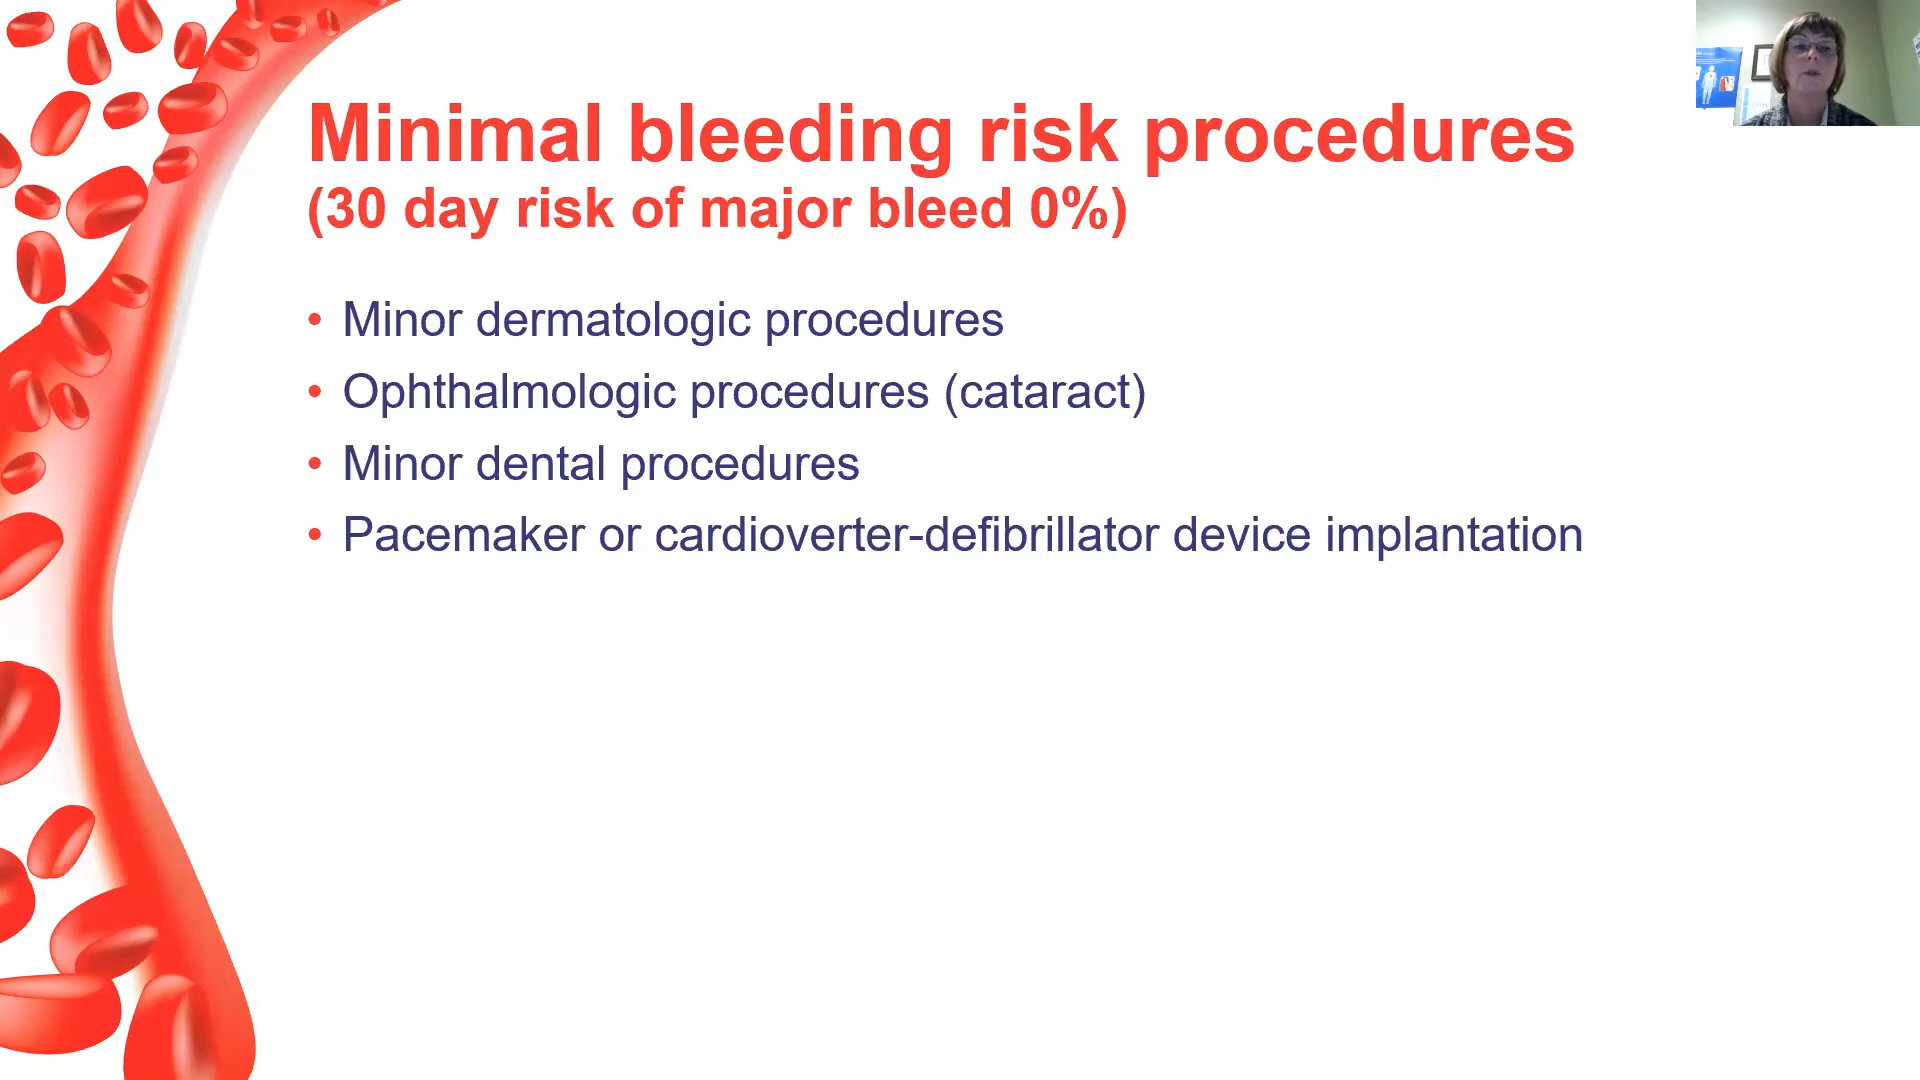 Minimal bleeding risk procedures
(30 day risk of major bleed 0%)
• Minor dermatologic procedures
• Ophthalmologic procedures (cataract)
• Minor dental procedures
• Pacemaker or cardioverter-defibrillator device implantation